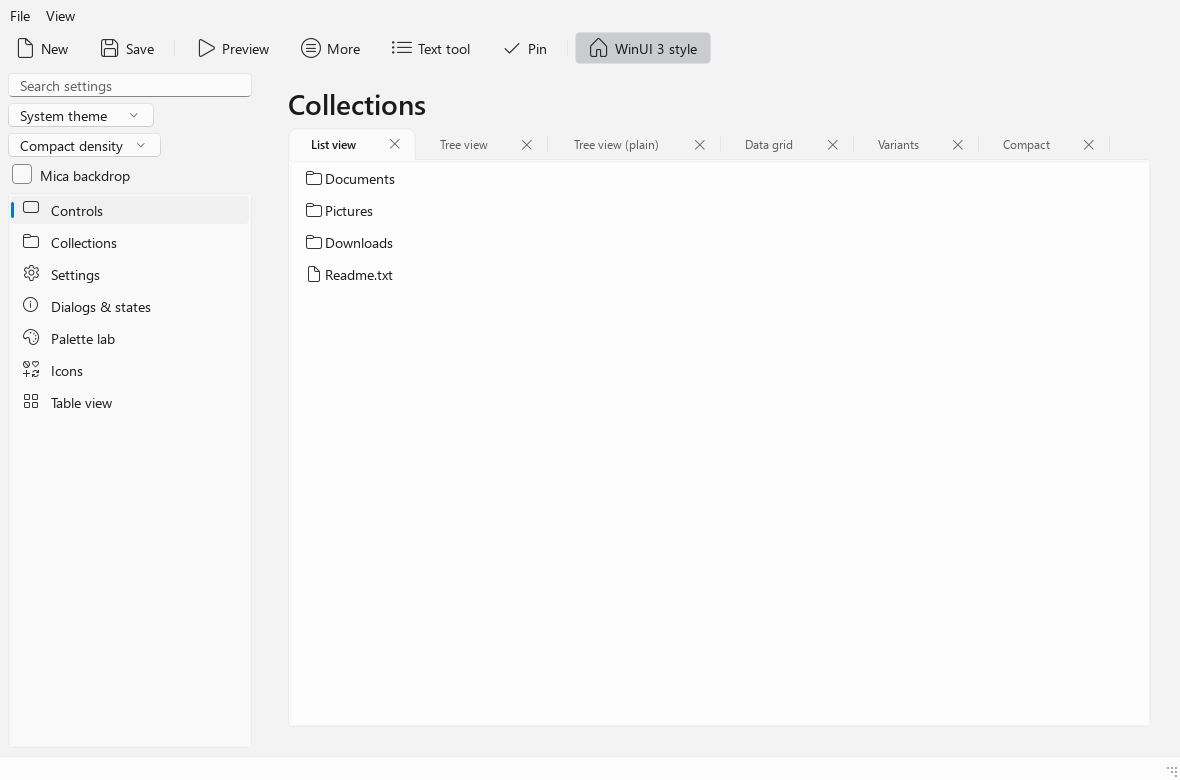 File View
New Save Preview More Text tool Pin WinUI 3 style
Search settings
System theme
Compact density
Mica backdrop
Controls
Collections
Settings
Dialogs & states
Palette lab
Icons
Table view
Collections
List view Tree view Tree view (plain) Data grid Variants Compact
Documents
Pictures
Downloads
Readme.txt